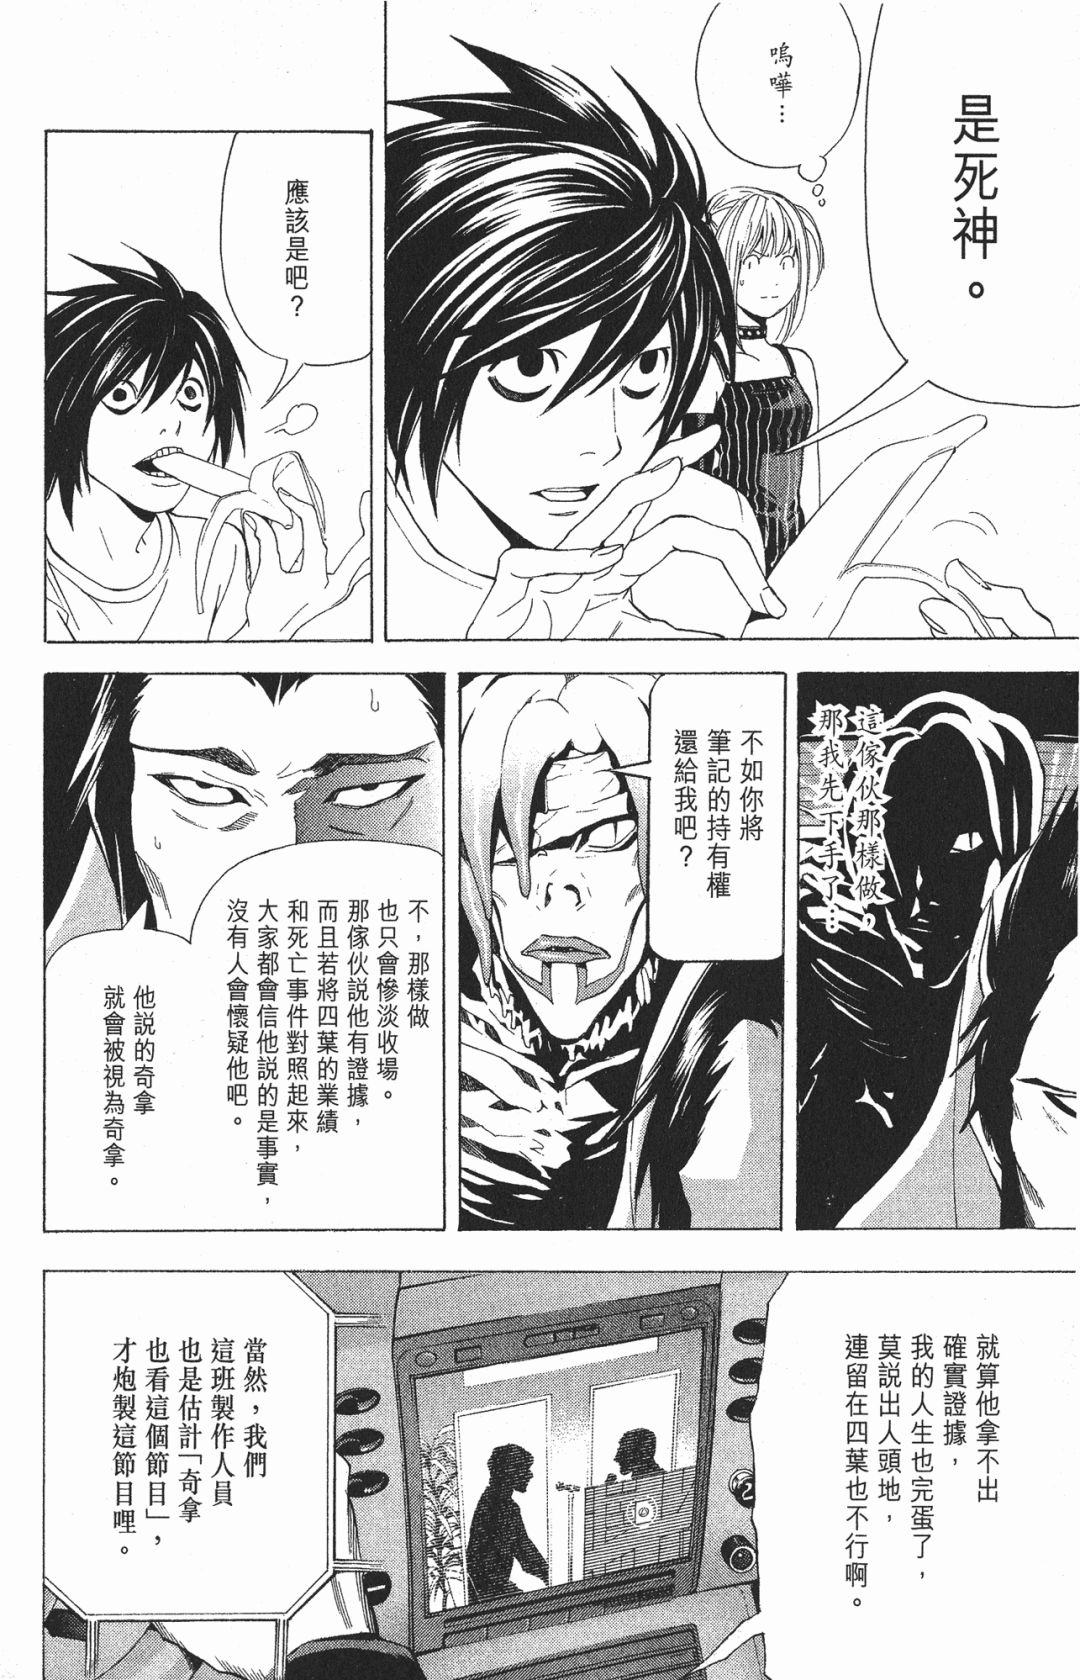 是死神。
嗚嘩…
應該是吧？
這傢伙那樣做。
那我先下手了。
不如你將
筆記的持有權
還給我吧？
不，那樣做
也只會慘淡收場。
那傢伙説他有證據，
而且若將四葉的業績
和死亡事件對照起來，
大家都會信他説的是事實，
沒有人會懷疑他吧。
他説的奇拿
就會被視為奇拿。
就算他拿不出
確實證據，
我的人生也完蛋了，
莫説出人頭地，
連留在四葉也不行啊。
2
當然，我們
這班製作人員
也是估計「奇拿
也看這個節目」，
才炮製這節目哩。